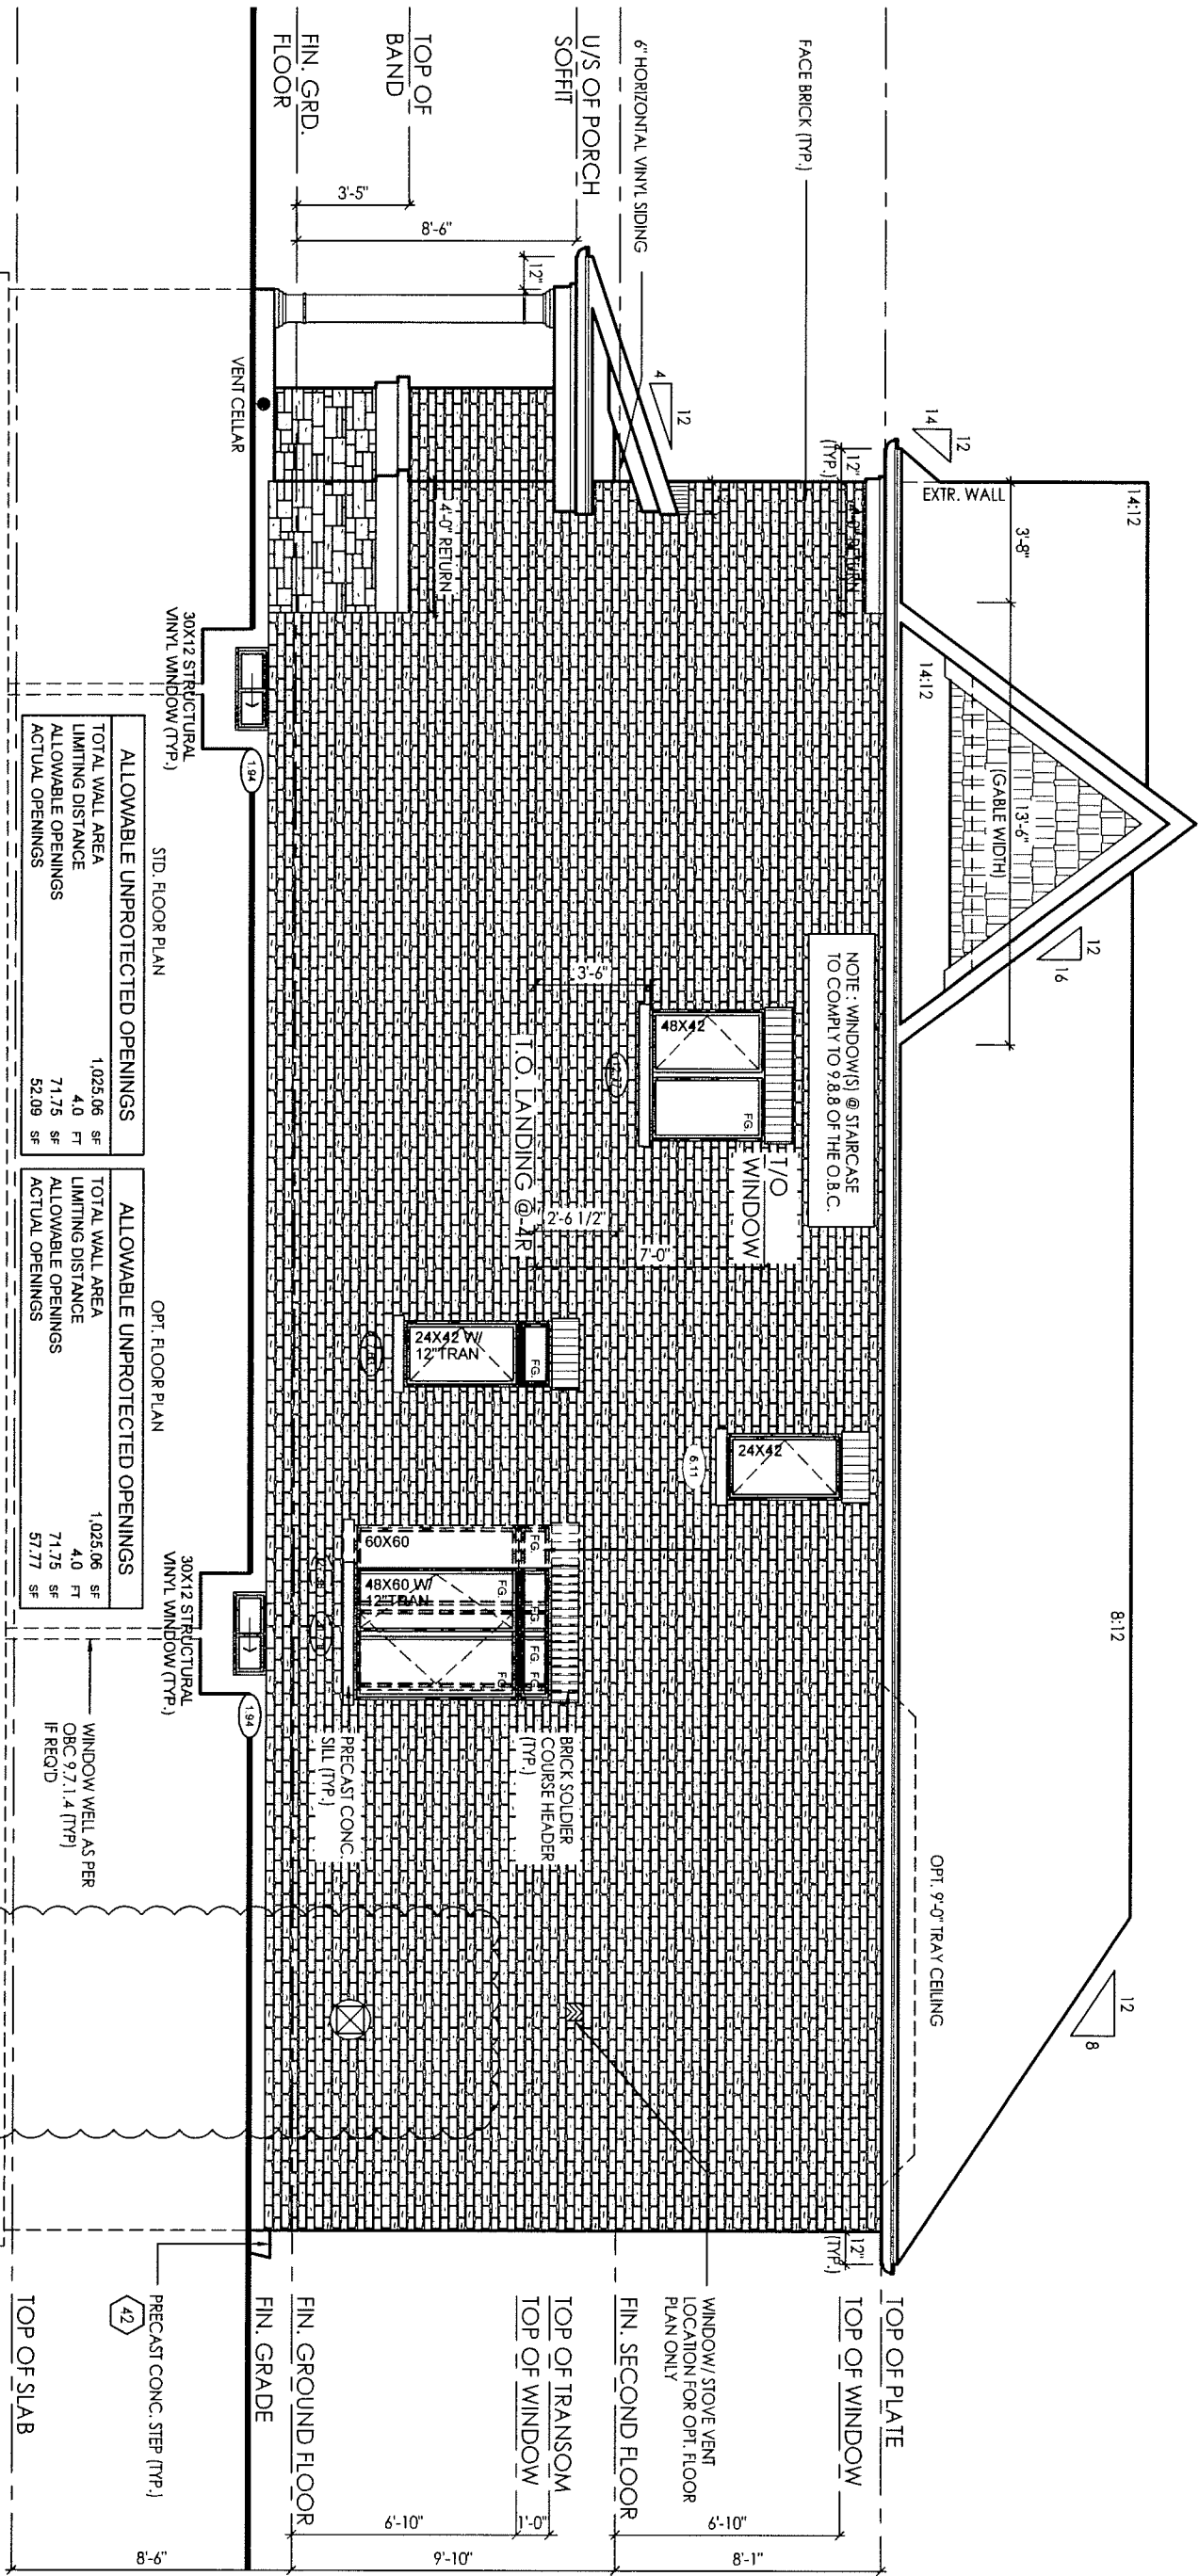 FACE BRICK (TYP.)
6" HORIZONTAL VINYL SIDING
U/S OF PORCH
SOFFIT
TOP OF
BAND
FIN. GRD.
FLOOR
3'-5"
8'-6"
12"
VENT CELLAR
4
12
14
12
12"
(TYP.)
4'-0" RETURN
EXTR. WALL
14:12
3'-8"
4'-0" RETURN
14:12
13'-6"
(GABLE WIDTH)
12
16
NOTE : WINDOW(S) @ STAIRCASE
TO COMPLY TO 9.8.8 OF THE O.B.C.
3'-6"
48X42
FG.
T/O
WINDOW
T.O. LANDING @-4R
2'-6 1/2"
7'-0"
24X42 W/
12"TRAN
FG.
24X42
6.11
60X60
FG.
48X60 W/
12"TRAN
FG.
FG.
FG.
FG.
FG.
BRICK SOLDIER
COURSE HEADER
(TYP.)
PRECAST CONC.
SILL (TYP.)
8:12
OPT. 9'-0" TRAY CEILING
12
8
12"
(TYP.)
30X12 STRUCTURAL
VINYL WINDOW (TYP.)
1.94
30X12 STRUCTURAL
VINYL WINDOW (TYP.)
1.94
WINDOW WELL AS PER
OBC 9.7.1.4 (TYP)
IF REQ'D
STD. FLOOR PLAN
ALLOWABLE UNPROTECTED OPENINGS
TOTAL WALL AREA 1,025.06 SF
LIMITING DISTANCE 4.0 FT
ALLOWABLE OPENINGS 71.75 SF
ACTUAL OPENINGS 52.09 SF
OPT. FLOOR PLAN
ALLOWABLE UNPROTECTED OPENINGS
TOTAL WALL AREA 1,025.06 SF
LIMITING DISTANCE 4.0 FT
ALLOWABLE OPENINGS 71.75 SF
ACTUAL OPENINGS 57.77 SF
TOP OF PLATE
TOP OF WINDOW
WINDOW/ STOVE VENT
LOCATION FOR OPT. FLOOR
PLAN ONLY
FIN. SECOND FLOOR
TOP OF TRANSOM
TOP OF WINDOW
FIN. GROUND FLOOR
FIN. GRADE
PRECAST CONC. STEP (TYP.)
42
TOP OF SLAB
6'-10"
8'-1"
1'-0"
6'-10"
9'-10"
8'-6"